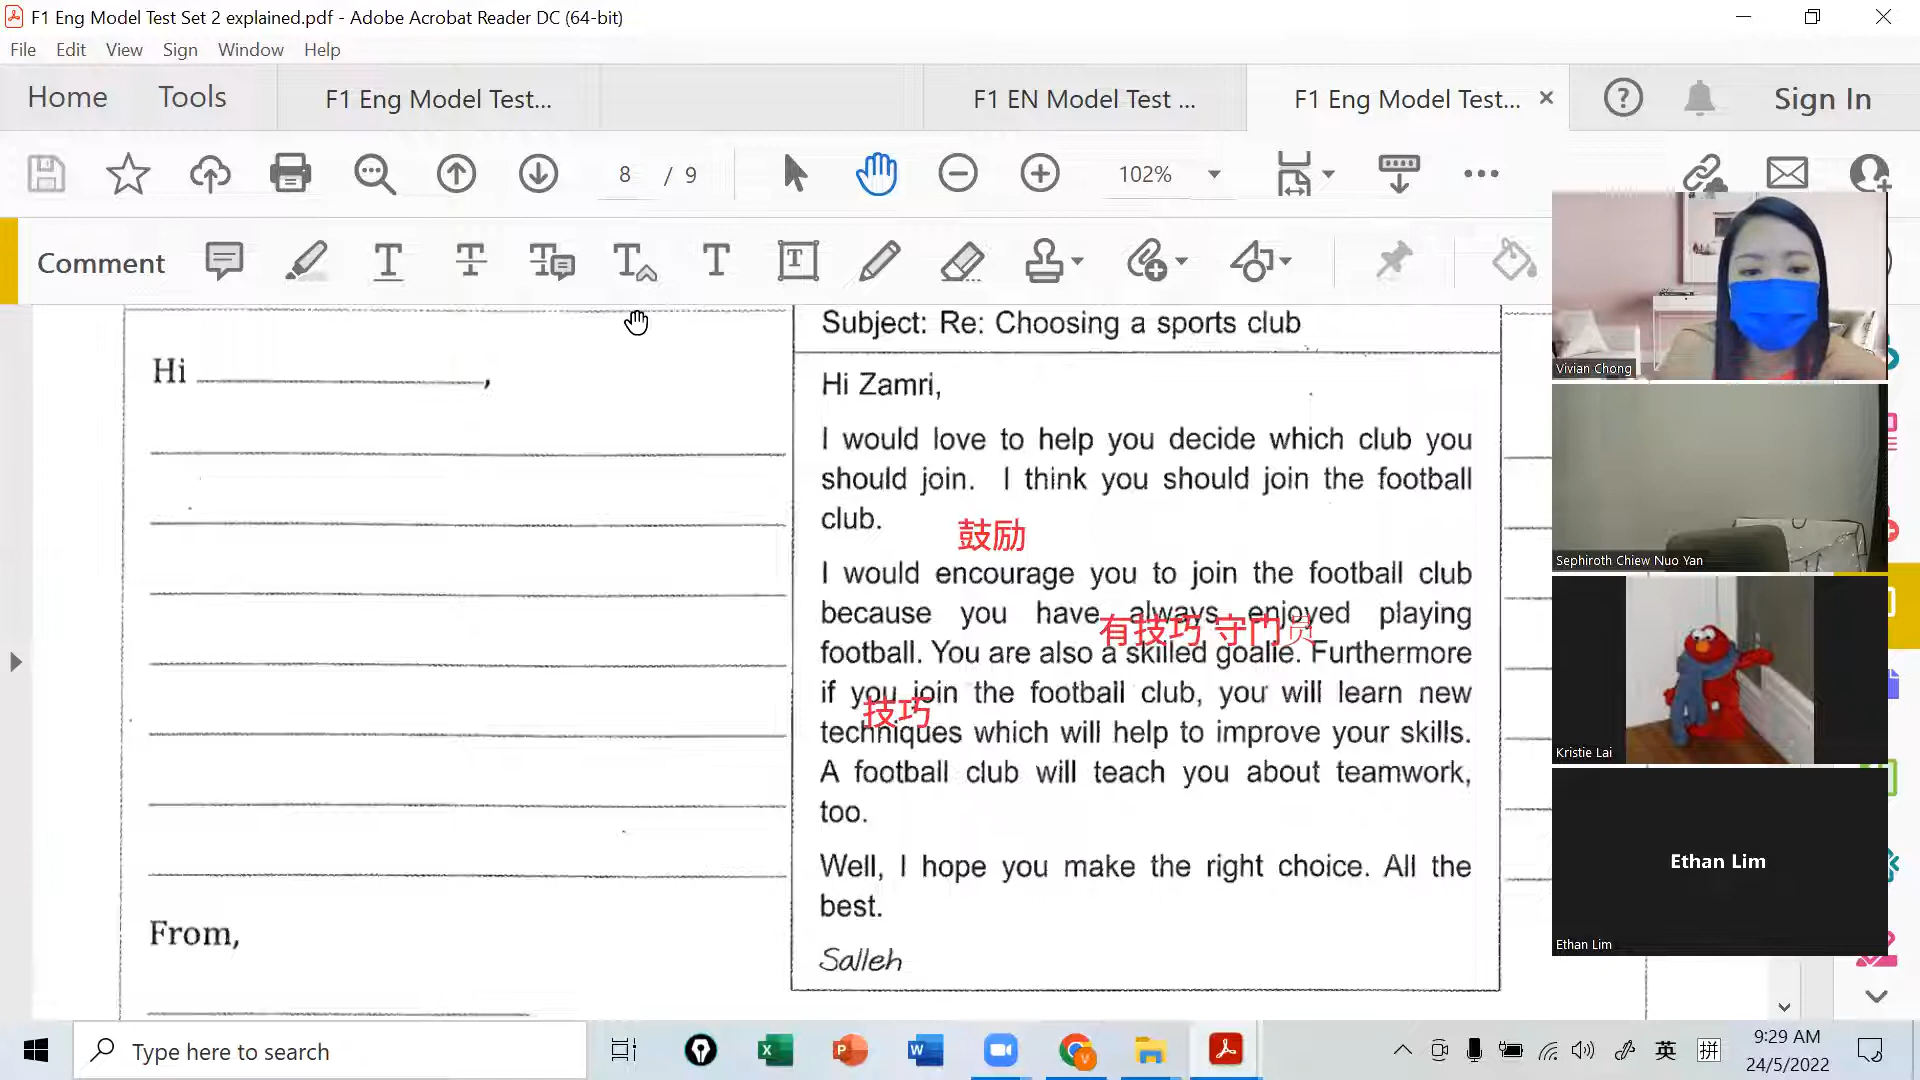 F1 Eng Model Test Set 2 explained.pdf - Adobe Acrobat Reader DC (64-bit)
File Edit View Sign Window Help
Home Tools F1 Eng Model Test... F1 EN Model Test ... F1 Eng Model Test... Sign In
8 / 9 102%
Comment
Hi ,
From,
Subject: Re: Choosing a sports club
Hi Zamri,
I would love to help you decide which club you
should join. I think you should join the football
club.
鼓励
I would encourage you to join the football club
because you have always enjoyed playing
有技巧 守门员
football. You are also a skilled goalie. Furthermore
if you join the football club, you will learn new
技巧
techniques which will help to improve your skills.
A football club will teach you about teamwork,
too.
Well, I hope you make the right choice. All the
best.
Salleh
Vivian Chong
Sephiroth Chiew Nuo Yan
Kristie Lai
Ethan Lim
Ethan Lim
Type here to search
英 拼
9:29 AM
24/5/2022